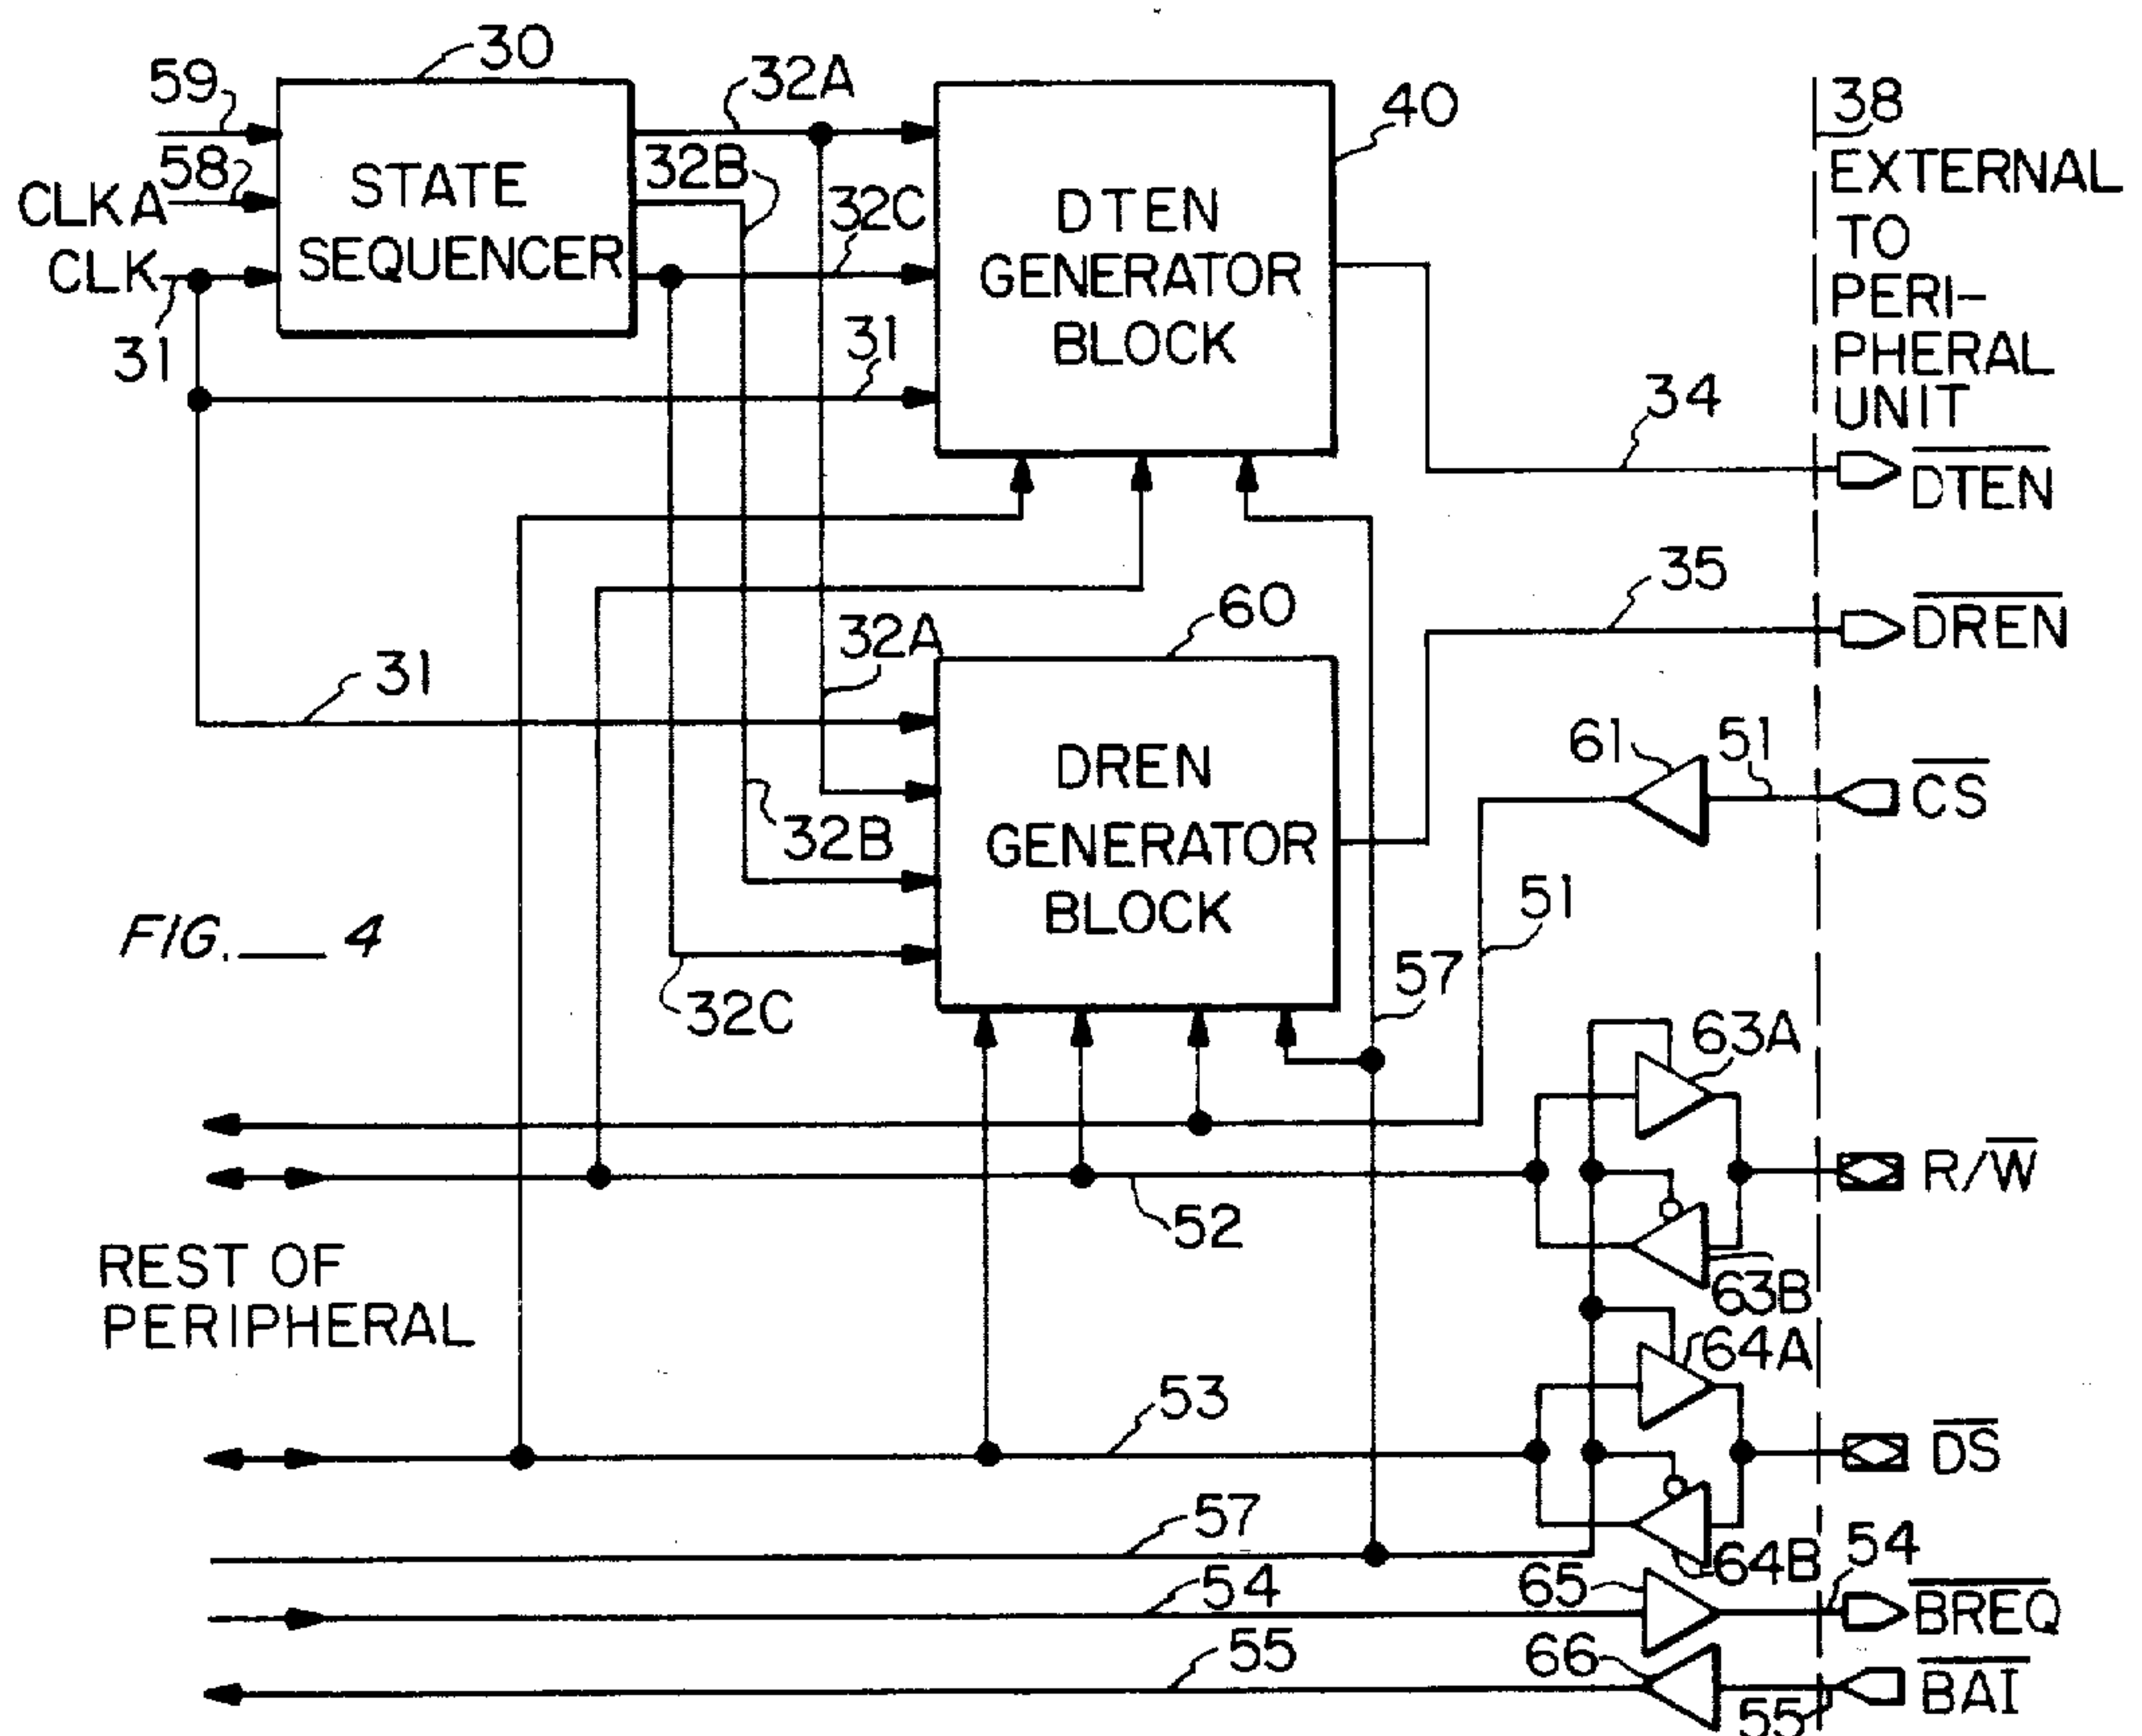 30
59
32A
38
40
58
32B
STATE
EXTERNAL
CLKA
DTEN
32C
TO
CLK
SEQUENCER
GENERATOR
PERI-
31
31
BLOCK
PHERAL
34
UNIT
DTEN
35
60
DREN
32A
31
61
51
DREN
CS
32B
GENERATOR
51
FIG. 4
BLOCK
57
32C
63A
R/W
52
REST OF
63B
PERIPHERAL
64A
53
DS
57
64B
54
54
65
BREQ
55
66
BAI
55